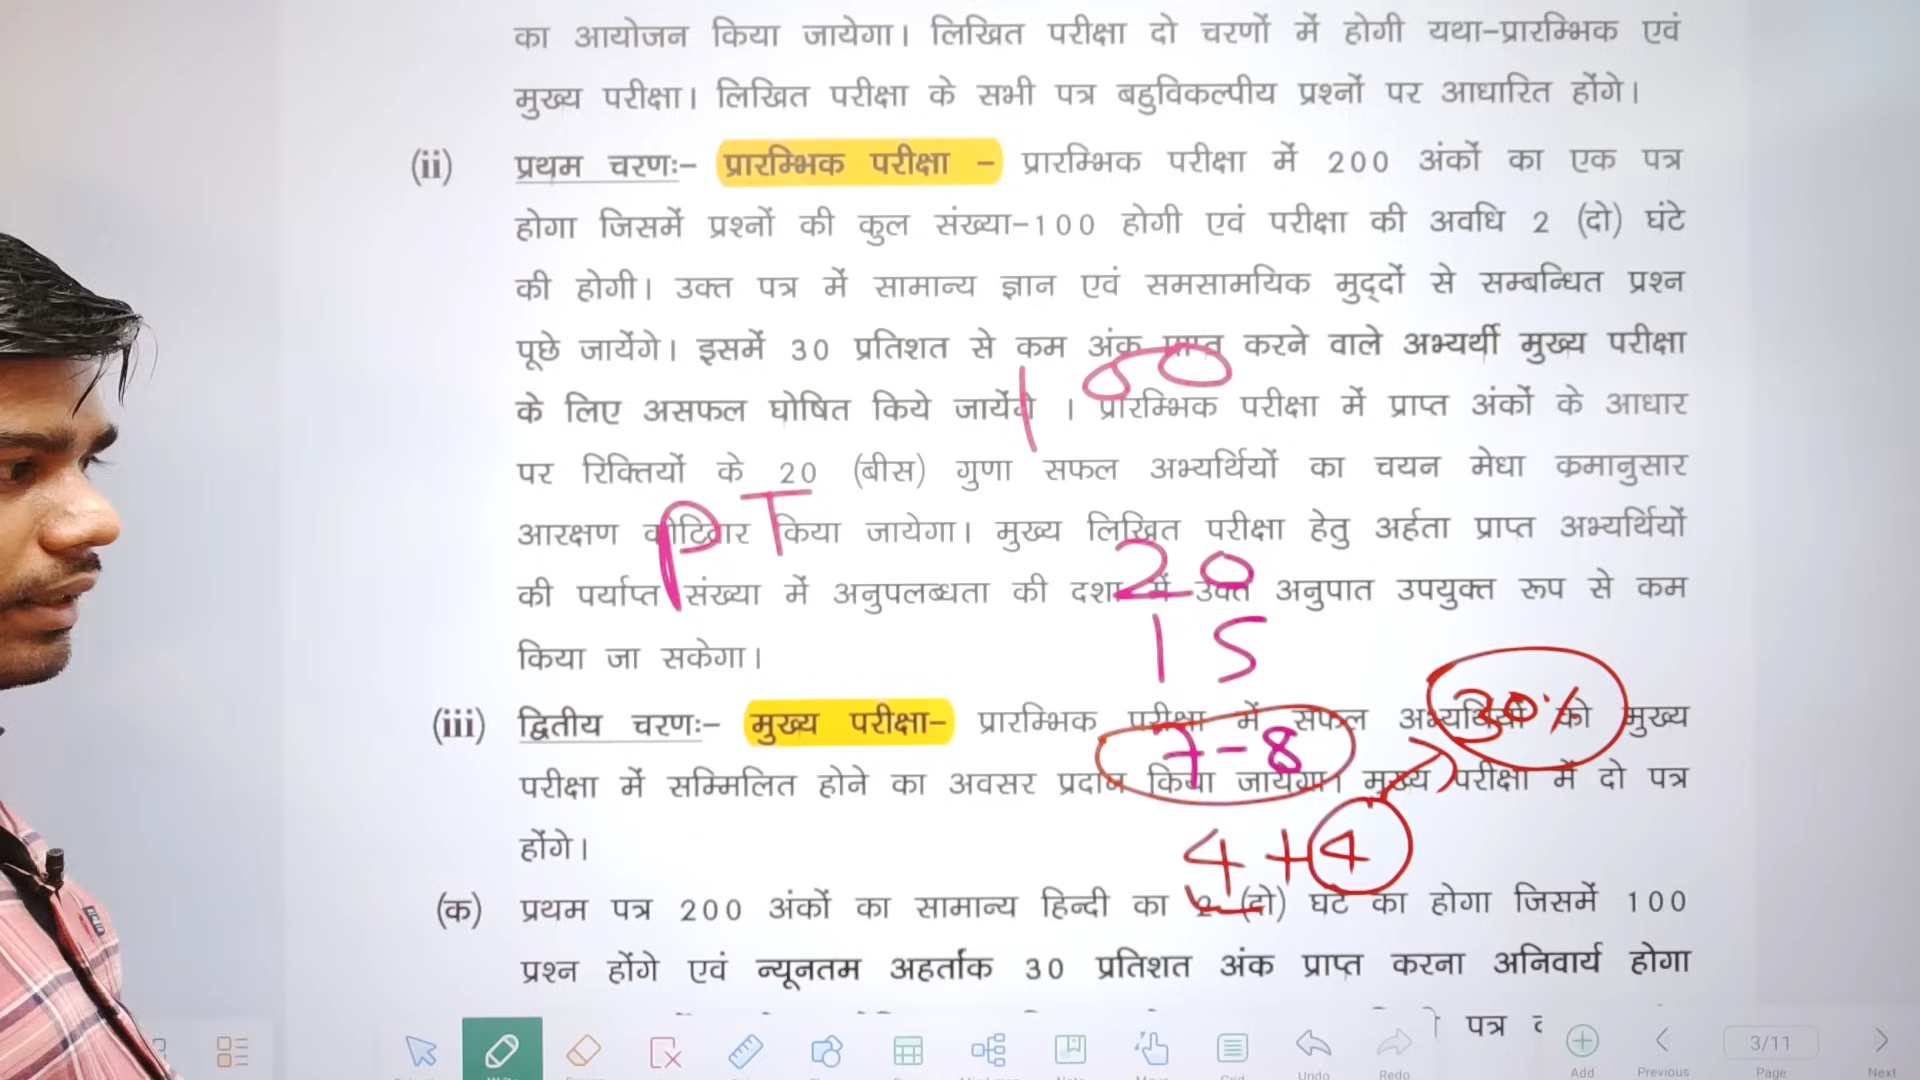 का आयोजन किया जायेगा। लिखित परीक्षा दो चरणों में होगी यथा-प्रारम्भिक एवं
मुख्य परीक्षा। लिखित परीक्षा के सभी पत्र बहुविकल्पीय प्रश्नों पर आधारित होंगे।
(ii) प्रथम चरणः- प्रारम्भिक परीक्षा - प्रारम्भिक परीक्षा में 200 अंकों का एक पत्र
होगा जिसमें प्रश्नों की कुल संख्या-100 होगी एवं परीक्षा की अवधि 2 (दो) घंटे
की होगी। उक्त पत्र में सामान्य ज्ञान एवं समसामयिक मुद्दों से सम्बन्धित प्रश्न
पूछे जायेंगे। इसमें 30 प्रतिशत से कम अंक प्राप्त करने वाले अभ्यर्थी मुख्य परीक्षा
100
के लिए असफल घोषित किये जायेंगे । प्रारम्भिक परीक्षा में प्राप्त अंकों के आधार
पर रिक्तियों के 20 (बीस) गुणा सफल अभ्यर्थियों का चयन मेधा क्रमानुसार
PT
आरक्षण कोटिवार किया जायेगा। मुख्य लिखित परीक्षा हेतु अर्हता प्राप्त अभ्यर्थियों
20
की पर्याप्त संख्या में अनुपलब्धता की दशा में उक्त अनुपात उपयुक्त रूप से कम
15
किया जा सकेगा।
30%
(iii) द्वितीय चरणः- मुख्य परीक्षा- प्रारम्भिक परीक्षा में सफल अभ्यर्थियों को मुख्य
7-8
परीक्षा में सम्मिलित होने का अवसर प्रदान किया जायेगा। मुख्य परीक्षा में दो पत्र
होंगे।
4+4
(क) प्रथम पत्र 200 अंकों का सामान्य हिन्दी का 2 (दो) घंटे का होगा जिसमें 100
प्रश्न होंगे एवं न्यूनतम अहर्तांक 30 प्रतिशत अंक प्राप्त करना अनिवार्य होगा
पत्र
Undo Redo Add Previous 3/11 Page Next